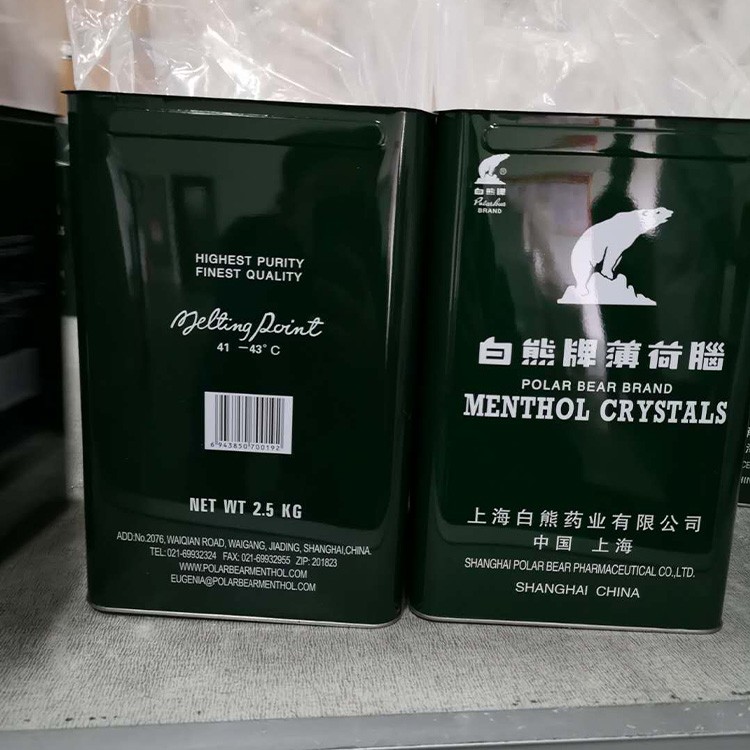 HIGHEST PURITY
FINEST QUALITY
Melting Point
41 —43°C
6 943850 700192
NET WT 2.5 KG
ADD:No.2076, WAIQIAN ROAD, WAIGANG, JIADING, SHANGHAI,CHINA.
TEL: 021-69932324 FAX: 021-69932955 ZIP: 201823
WWW.POLARBEARMENTHOL.COM
EUGENIA@POLARBEARMENTHOL.COM
®
白熊牌
Polar bear
BRAND
白熊牌薄荷腦
POLAR BEAR BRAND
MENTHOL CRYSTALS
上海白熊药业有限公司
中国 上海
SHANGHAI POLAR BEAR PHARMACEUTICAL CO.,LTD.
SHANGHAI CHINA